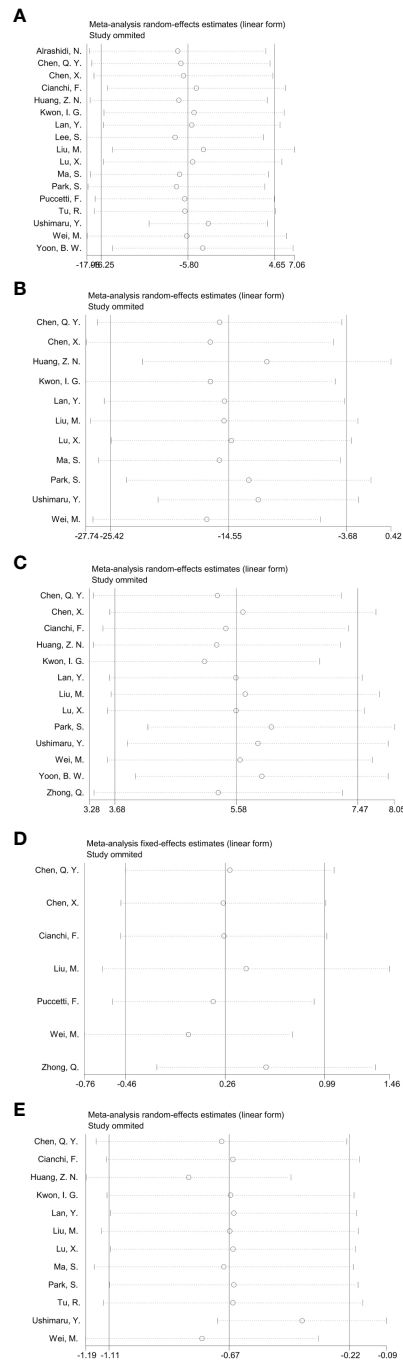 A
Meta-analysis random-effects estimates (linear form)
Study ommited
Alrashidi, N.
Chen, Q. Y.
Chen, X.
Cianchi, F.
Huang, Z. N.
Kwon, I. G.
Lan, Y.
Lee, S.
Liu, M.
Lu, X.
Ma, S.
Park, S.
Puccetti, F.
Tu, R.
Ushimaru, Y.
Wei, M.
Yoon, B. W.
-5.80 4.65 7.06
B
Meta-analysis random-effects estimates (linear form)
Study ommited
Chen, Q. Y.
Chen, X.
Huang, Z. N.
Kwon, I. G.
Lan, Y.
Liu, M.
Lu, X.
Ma, S.
Park, S.
Ushimaru, Y.
Wei, M.
-27.74 -25.42 -14.55 -3.68 0.42
C
Meta-analysis random-effects estimates (linear form)
Study ommited
Chen, Q. Y.
Chen, X.
Cianchi, F.
Huang, Z. N.
Kwon, I. G.
Lan, Y.
Liu, M.
Lu, X.
Park, S.
Ushimaru, Y.
Wei, M.
Yoon, B. W.
Zhong, Q.
3.28 3.68 5.58 7.47 8.05
D
Meta-analysis fixed-effects estimates (linear form)
Study ommited
Chen, Q. Y.
Chen, X.
Cianchi, F.
Liu, M.
Puccetti, F.
Wei, M.
Zhong, Q.
-0.76 -0.46 0.26 0.99 1.46
E
Meta-analysis random-effects estimates (linear form)
Study ommited
Chen, Q. Y.
Cianchi, F.
Huang, Z. N.
Kwon, I. G.
Lan, Y.
Liu, M.
Lu, X.
Ma, S.
Park, S.
Tu, R.
Ushimaru, Y.
Wei, M.
-1.19 -1.11 -0.67 -0.22 -0.09